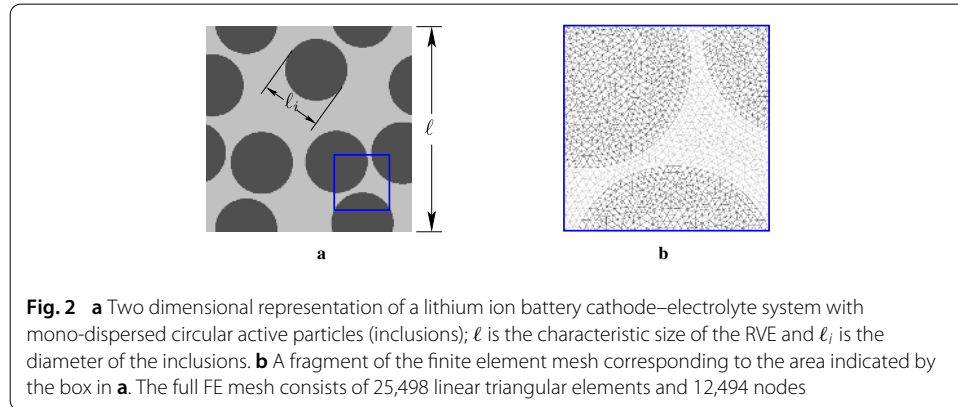 ℓi
ℓ
a
b
Fig. 2 a Two dimensional representation of a lithium ion battery cathode–electrolyte system with
mono-dispersed circular active particles (inclusions); ℓ is the characteristic size of the RVE and ℓi is the
diameter of the inclusions. b A fragment of the finite element mesh corresponding to the area indicated by
the box in a. The full FE mesh consists of 25,498 linear triangular elements and 12,494 nodes